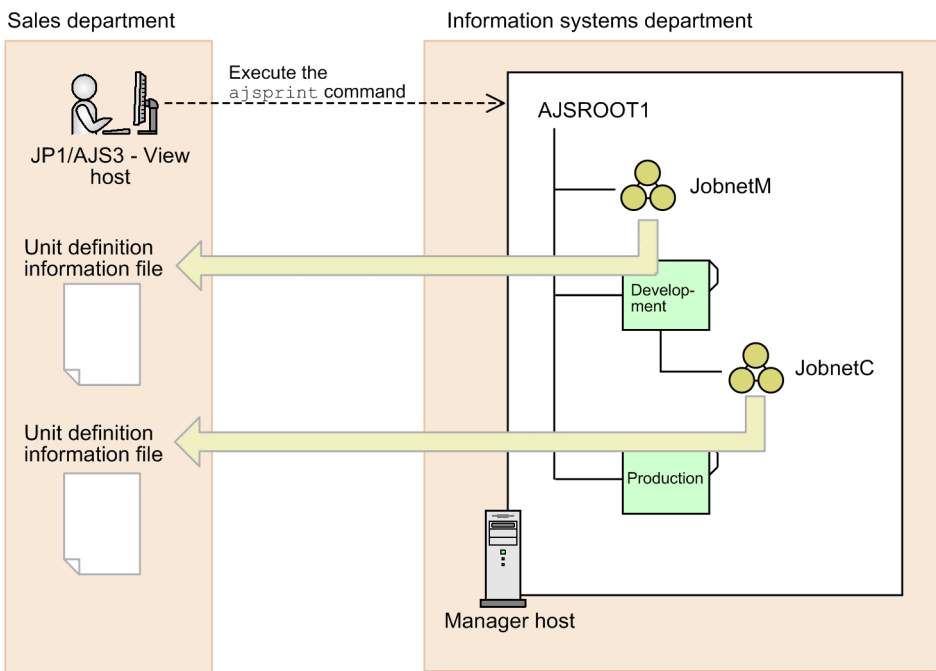 Sales department
Information systems department
Execute the
ajsprint command
JP1/AJS3 - View
host
AJSROOT1
JobnetM
Unit definition
information file
Develop-
ment
JobnetC
Unit definition
information file
Production
Manager host